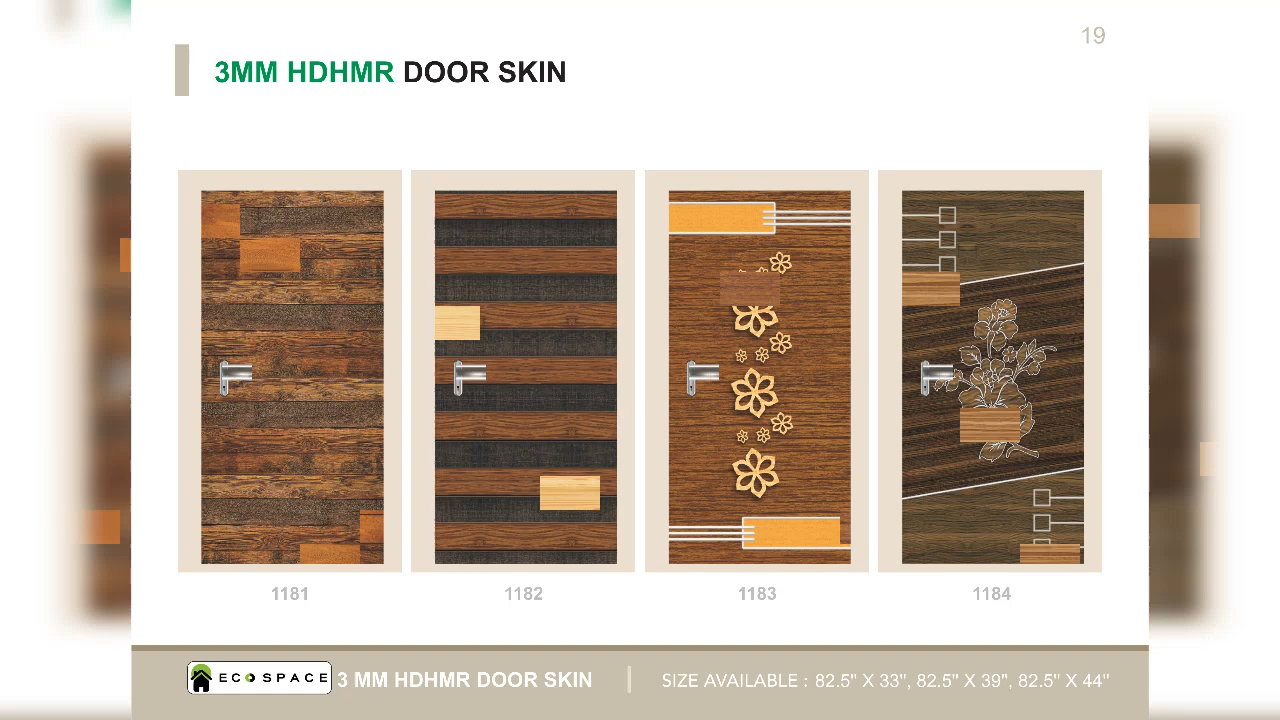 19
3MM HDHMR DOOR SKIN
1181
1182
1183
1184
ECOSPACE
3 MM HDHMR DOOR SKIN
SIZE AVAILABLE : 82.5" X 33", 82.5" X 39", 82.5" X 44"